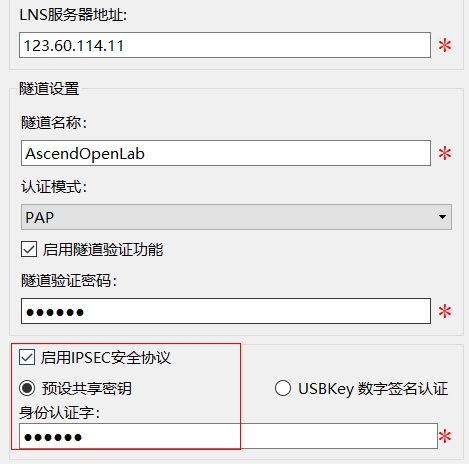 LNS服务器地址:
123.60.114.11 *
隧道设置
隧道名称:
AscendOpenLab *
认证模式:
PAP
启用隧道验证功能
隧道验证密码:
●●●●●● *
启用IPSEC安全协议
预设共享密钥 USBKey 数字签名认证
身份认证字:
●●●●●● *